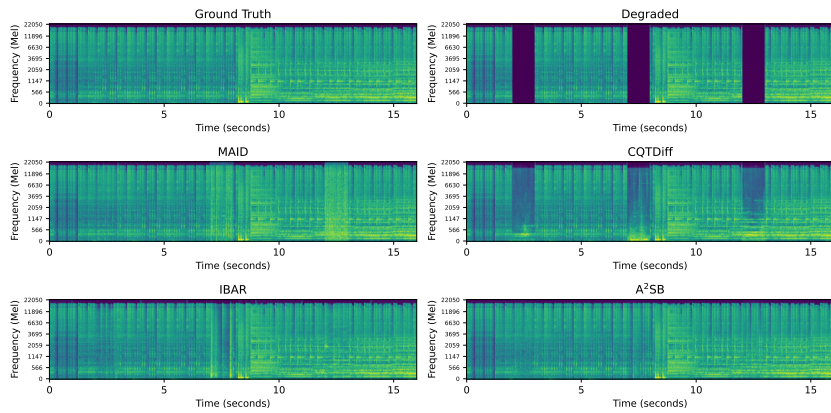 Ground Truth
Frequency (Mel)
22050
11896
6630
3695
2059
1147
566
0
0 5 10 15
Time (seconds)
Degraded
Frequency (Mel)
22050
11896
6630
3695
2059
1147
566
0
0 5 10 15
Time (seconds)
MAID
Frequency (Mel)
22050
11896
6630
3695
2059
1147
566
0
0 5 10 15
Time (seconds)
CQTDiff
Frequency (Mel)
22050
11896
6630
3695
2059
1147
566
0
0 5 10 15
Time (seconds)
IBAR
Frequency (Mel)
22050
11896
6630
3695
2059
1147
566
0
0 5 10 15
Time (seconds)
A²SB
Frequency (Mel)
22050
11896
6630
3695
2059
1147
566
0
0 5 10 15
Time (seconds)